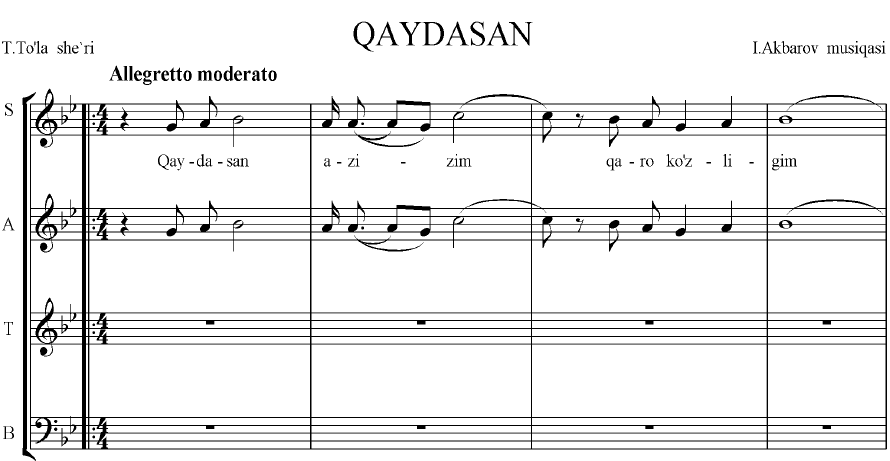 QAYDASAN
T.To'la she`ri
I.Akbarov musiqasi
Allegretto moderato
S
Qay - da - san a - zi - zim qa - ro ko'z - li - gim
A
T
B